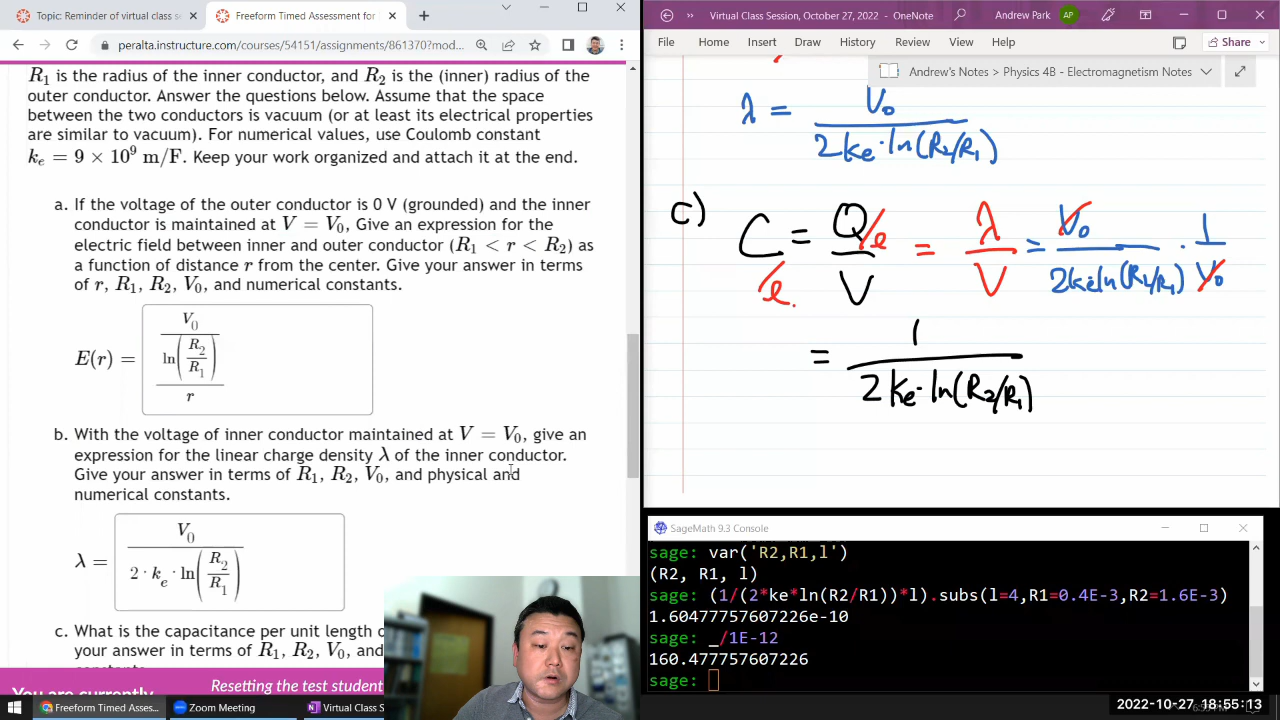 Topic: Reminder of virtual class s
Freeform Timed Assessment for
peralta.instructure.com/courses/54151/assignments/861370?mod...
R₁ is the radius of the inner conductor, and R₂ is the (inner) radius of the
outer conductor. Answer the questions below. Assume that the space
between the two conductors is vacuum (or at least its electrical properties
are similar to vacuum). For numerical values, use Coulomb constant
kₑ = 9 × 10⁹ m/F. Keep your work organized and attach it at the end.
a. If the voltage of the outer conductor is 0 V (grounded) and the inner
conductor is maintained at V = V₀, Give an expression for the
electric field between inner and outer conductor (R₁ < r < R₂) as
a function of distance r from the center. Give your answer in terms
of r, R₁, R₂, V₀, and numerical constants.
E(r) = V₀ / ln(R₂/R₁) / r
b. With the voltage of inner conductor maintained at V = V₀, give an
expression for the linear charge density λ of the inner conductor.
Give your answer in terms of R₁, R₂, V₀, and physical and
numerical constants.
λ = V₀ / 2 · kₑ · ln(R₂/R₁)
c. What is the capacitance per unit length o
your answer in terms of R₁, R₂, V₀, and
You are currently
Resetting the test student
Freeform Timed Asses...
Zoom Meeting
Virtual Class Sess
Virtual Class Session, October 27, 2022 - OneNote
Andrew Park
AP
File Home Insert Draw History Review View Help
Share
Andrew's Notes > Physics 4B - Electromagnetism Notes
λ = V₀ / 2kₑ·ln(R₂/R₁)
c) C/ℓ = Q/ℓ / V = λ / V = V₀ / 2kₑln(R₂/R₁) · 1 / V₀
= 1 / 2kₑ·ln(R₂/R₁)
SageMath 9.3 Console
sage: var('R2,R1,l')
(R2, R1, l)
sage: (1/(2*ke*ln(R2/R1))*l).subs(l=4,R1=0.4E-3,R2=1.6E-3)
1.60477757607226e-10
sage: _/1E-12
160.477757607226
sage:
2022-10-27 18:55:13